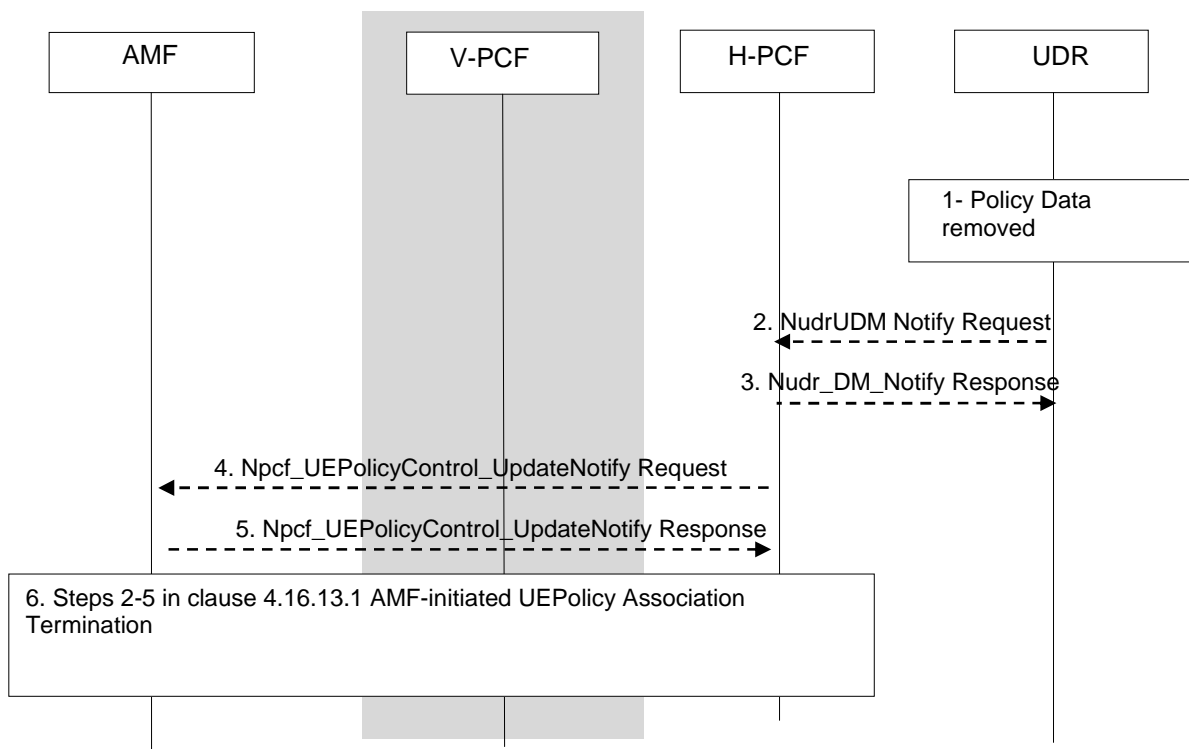 AMF
V-PCF
H-PCF
UDR
1- Policy Data
removed
2. NudrUDM Notify Request
3. Nudr_DM_Notify Response
4. Npcf_UEPolicyControl_UpdateNotify Request
5. Npcf_UEPolicyControl_UpdateNotify Response
6. Steps 2-5 in clause 4.16.13.1 AMF-initiated UEPolicy Association
Termination